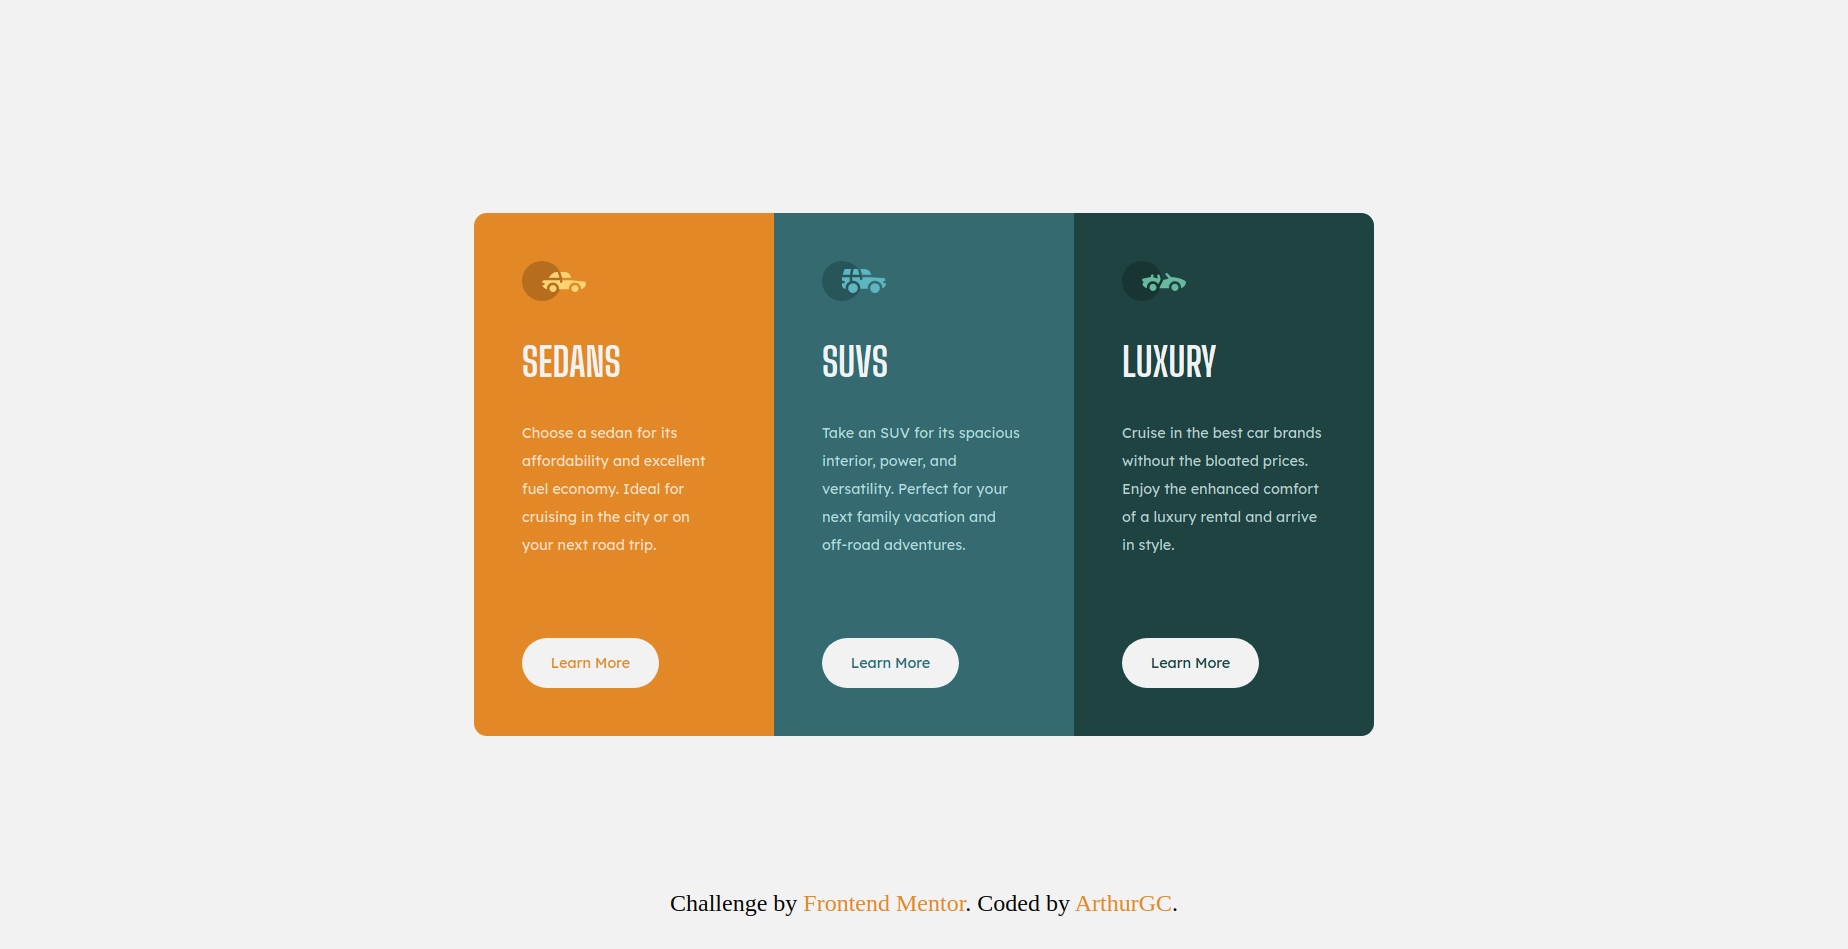 SEDANS
Choose a sedan for its
affordability and excellent
fuel economy. Ideal for
cruising in the city or on
your next road trip.
Learn More
SUVS
Take an SUV for its spacious
interior, power, and
versatility. Perfect for your
next family vacation and
off-road adventures.
Learn More
LUXURY
Cruise in the best car brands
without the bloated prices.
Enjoy the enhanced comfort
of a luxury rental and arrive
in style.
Learn More
Challenge by Frontend Mentor. Coded by ArthurGC.